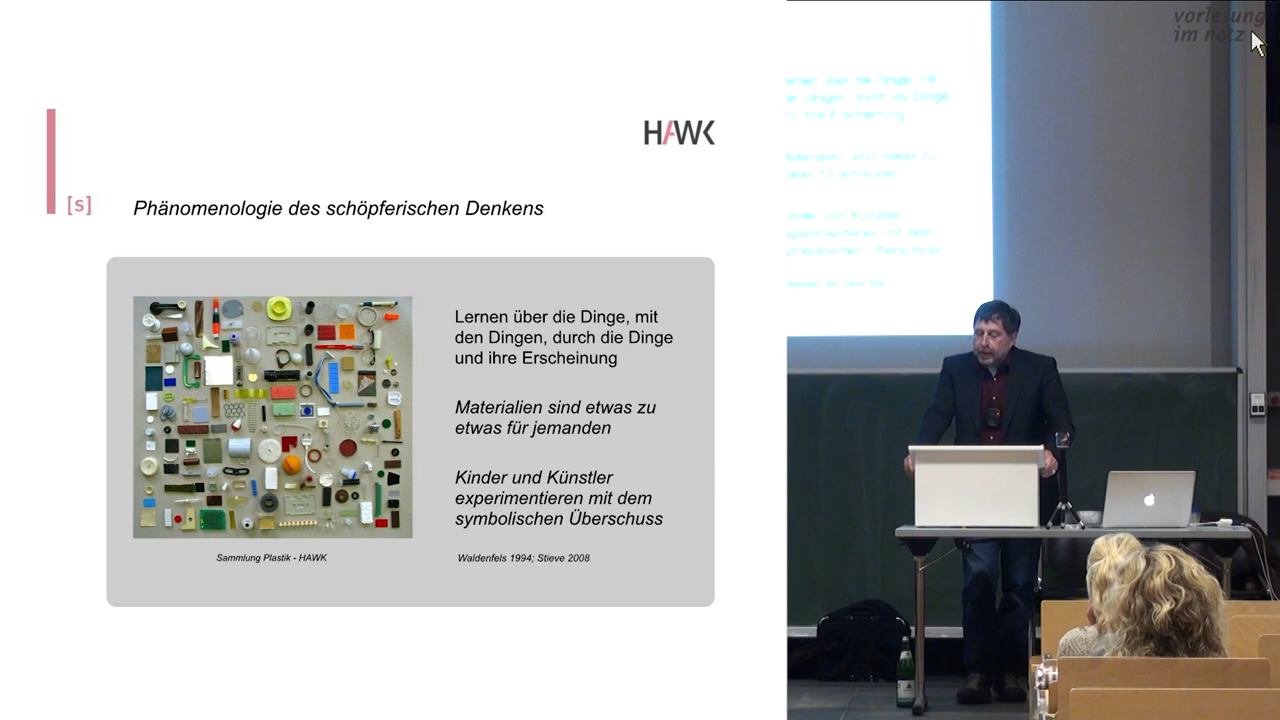 HAWK
[s]
Phänomenologie des schöpferischen Denkens
Lernen über die Dinge, mit
den Dingen, durch die Dinge
und ihre Erscheinung
Materialien sind etwas zu
etwas für jemanden
Kinder und Künstler
experimentieren mit dem
symbolischen Überschuss
Sammlung Plastik - HAWK
Waldenfels 1994; Stieve 2008
vorlesung
im netz